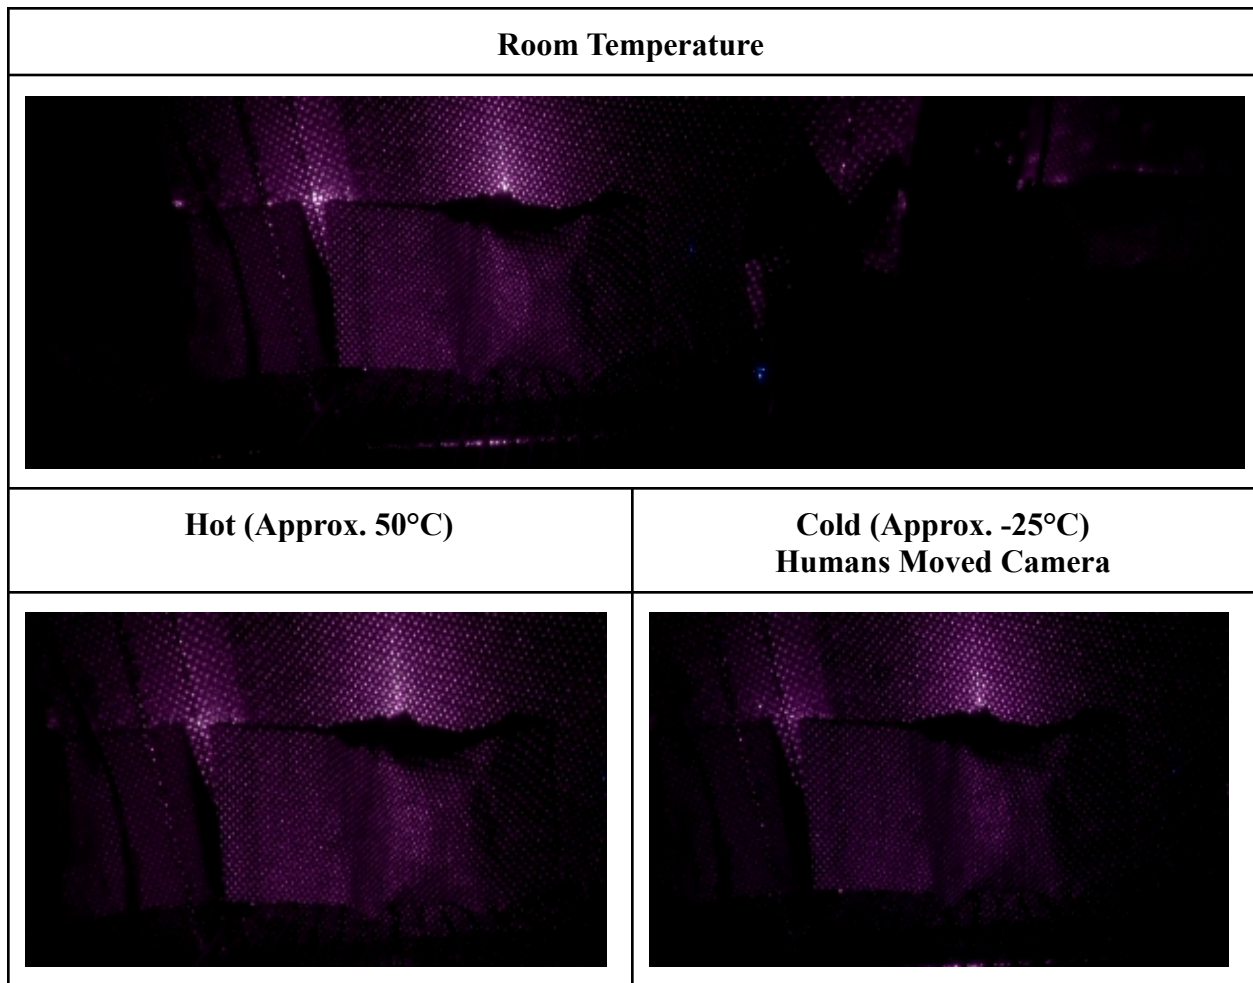 Room Temperature
Hot (Approx. 50°C)
Cold (Approx. -25°C)
Humans Moved Camera